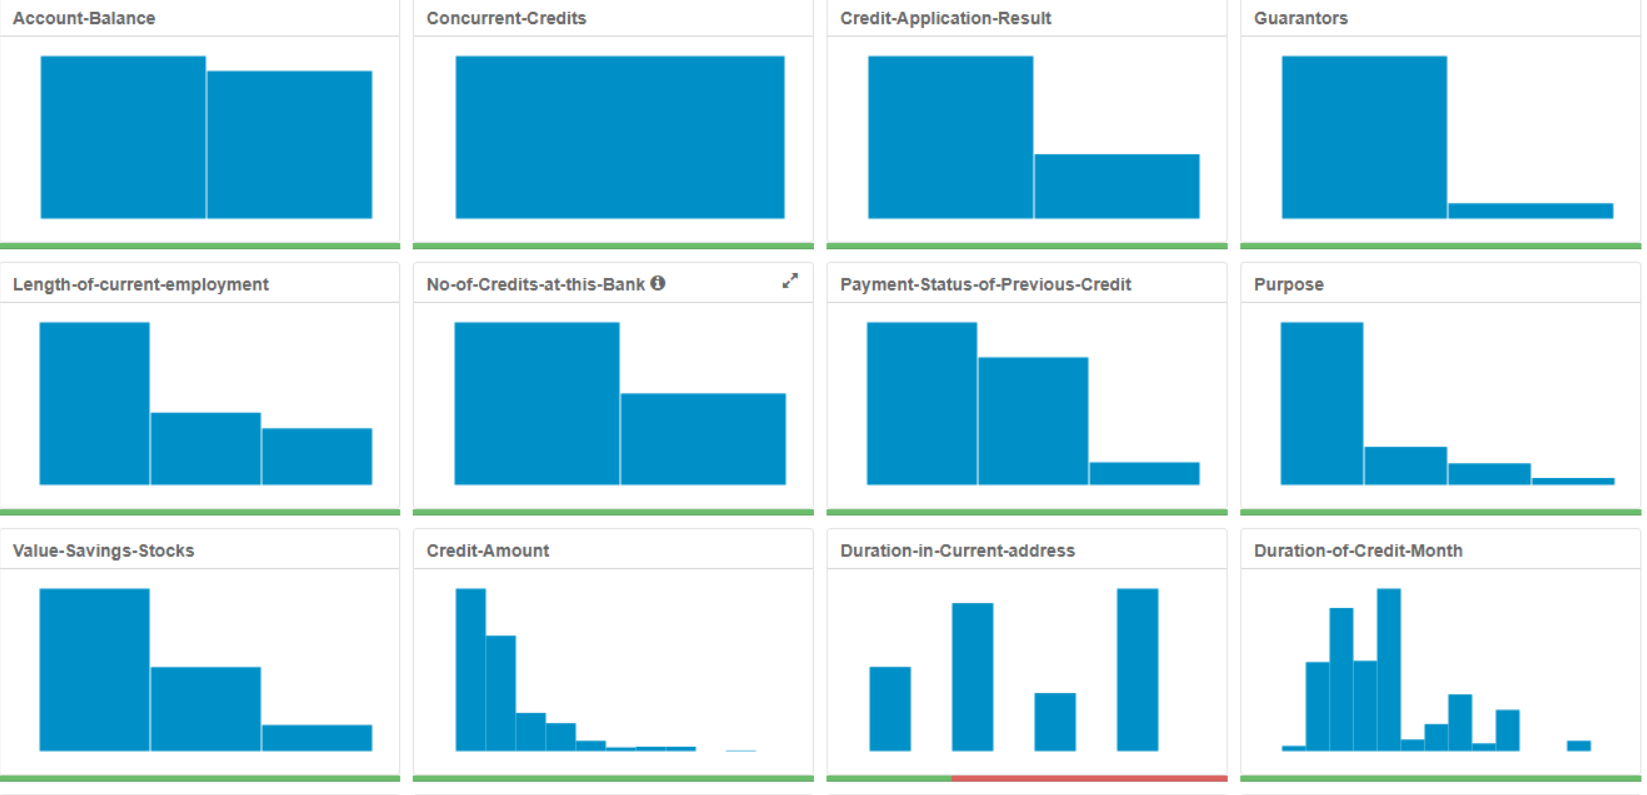 Account-Balance
Concurrent-Credits
Credit-Application-Result
Guarantors
Length-of-current-employment
No-of-Credits-at-this-Bank
Payment-Status-of-Previous-Credit
Purpose
Value-Savings-Stocks
Credit-Amount
Duration-in-Current-address
Duration-of-Credit-Month